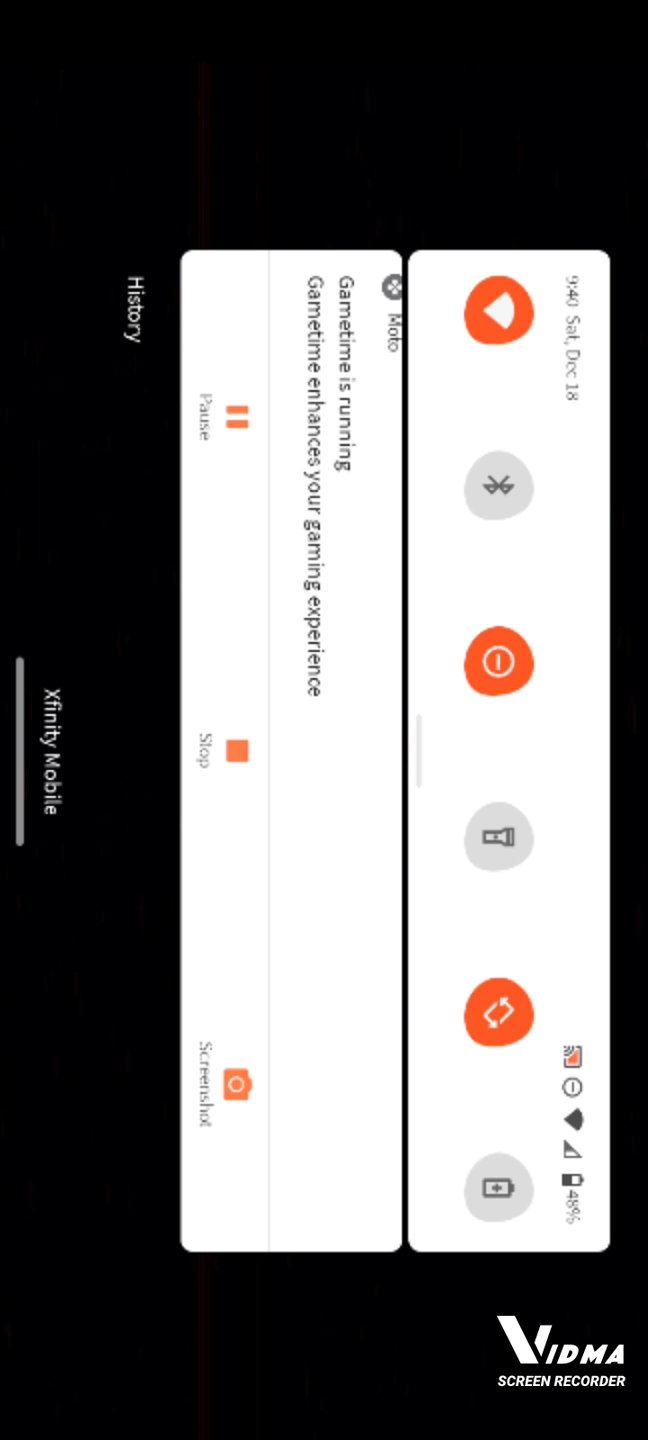 9:40 Sat, Dec 18
48%
Moto
Gametime is running
Gametime enhances your gaming experience
Pause
Stop
Screenshot
History
Xfinity Mobile
VIDMA
SCREEN RECORDER